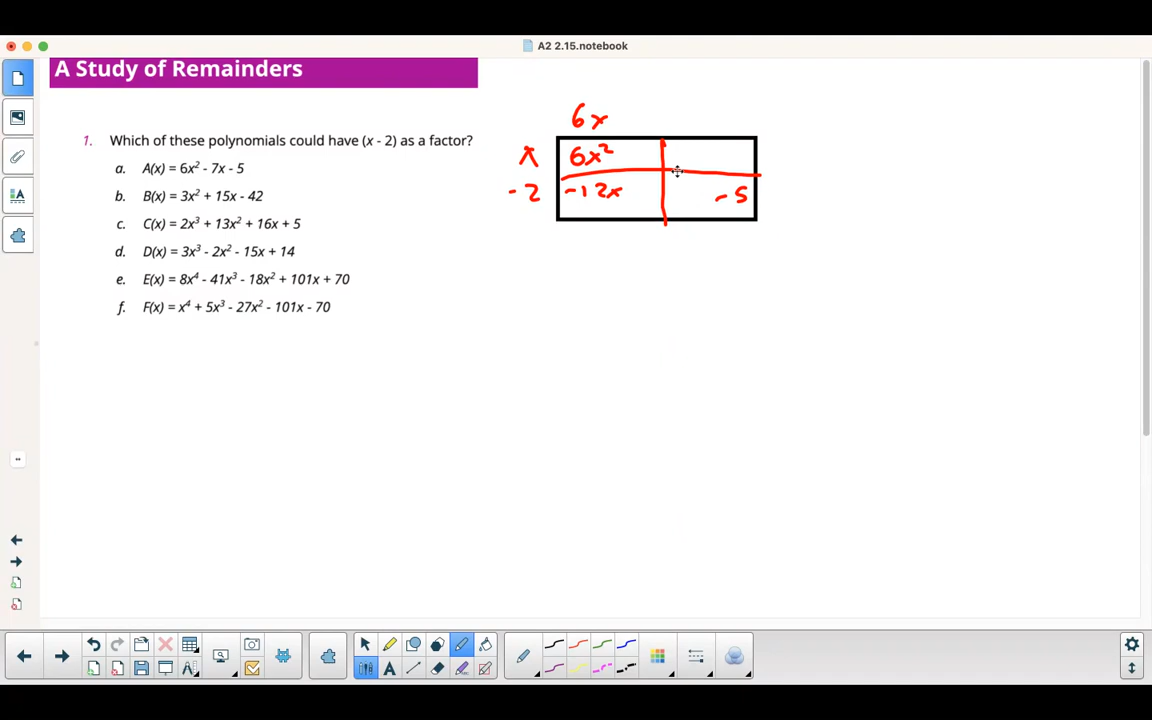 A2 2.15.notebook
A Study of Remainders
1. Which of these polynomials could have (x - 2) as a factor?
a. A(x) = 6x² - 7x - 5
b. B(x) = 3x² + 15x - 42
c. C(x) = 2x³ + 13x² + 16x + 5
d. D(x) = 3x³ - 2x² - 15x + 14
e. E(x) = 8x⁴ - 41x³ - 18x² + 101x + 70
f. F(x) = x⁴ + 5x³ - 27x² - 101x - 70
6x
x 6x²
-2 -12x -5